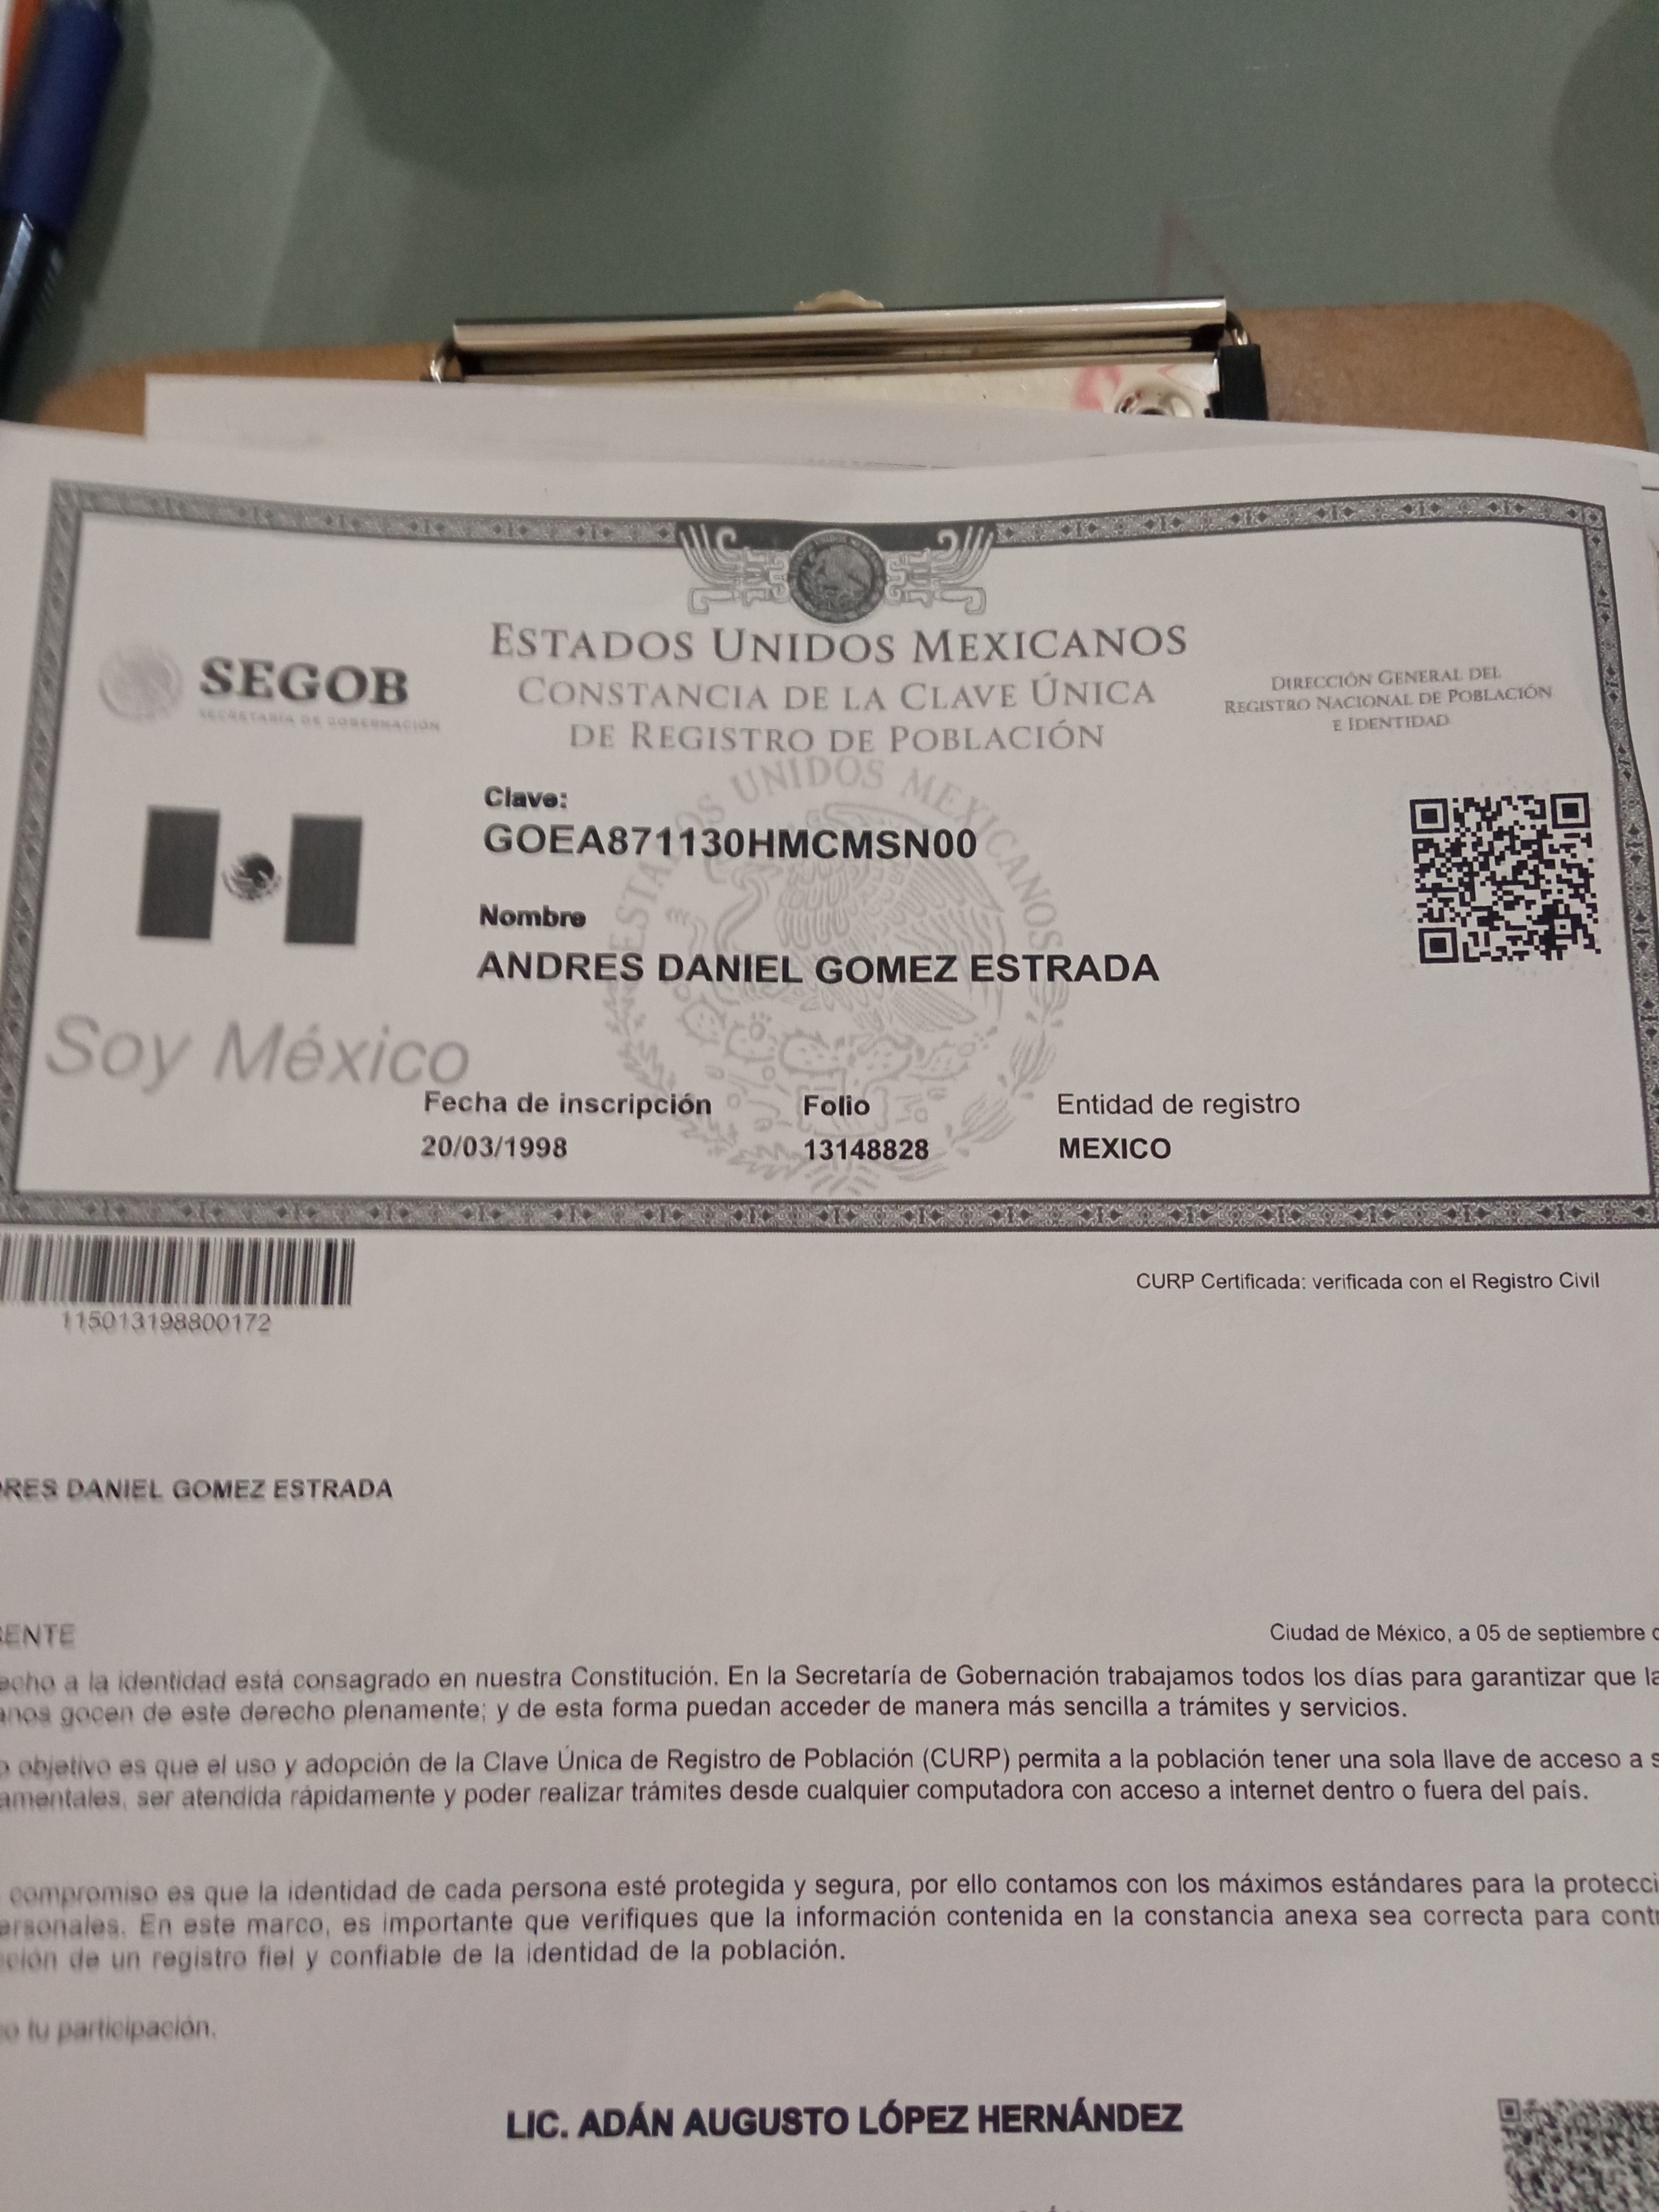 ESTADOS UNIDOS MEXICANOS
CONSTANCIA DE LA CLAVE ÚNICA
DE REGISTRO DE POBLACIÓN
SEGOB
SECRETARÍA DE GOBERNACIÓN
DIRECCIÓN GENERAL DEL
REGISTRO NACIONAL DE POBLACIÓN
E IDENTIDAD
ESTADOS UNIDOS MEXICANOS
Clave:
GOEA871130HMCMSN00
Nombre
ANDRES DANIEL GOMEZ ESTRADA
Soy México
Fecha de inscripción Folio Entidad de registro
20/03/1998 13148828 MEXICO
CURP Certificada: verificada con el Registro Civil
115013198800172
DRES DANIEL GOMEZ ESTRADA
SENTE
Ciudad de México, a 05 de septiembre
echo a la identidad está consagrado en nuestra Constitución. En la Secretaría de Gobernación trabajamos todos los días para garantizar que la
anos gocen de este derecho plenamente; y de esta forma puedan acceder de manera más sencilla a trámites y servicios.
o objetivo es que el uso y adopción de la Clave Única de Registro de Población (CURP) permita a la población tener una sola llave de acceso a s
amentales, ser atendida rápidamente y poder realizar trámites desde cualquier computadora con acceso a internet dentro o fuera del país.
compromiso es que la identidad de cada persona esté protegida y segura, por ello contamos con los máximos estándares para la protecci
ersonales. En este marco, es importante que verifiques que la información contenida en la constancia anexa sea correcta para contr
ción de un registro fiel y confiable de la identidad de la población.
o tu participación.
LIC. ADÁN AUGUSTO LÓPEZ HERNÁNDEZ